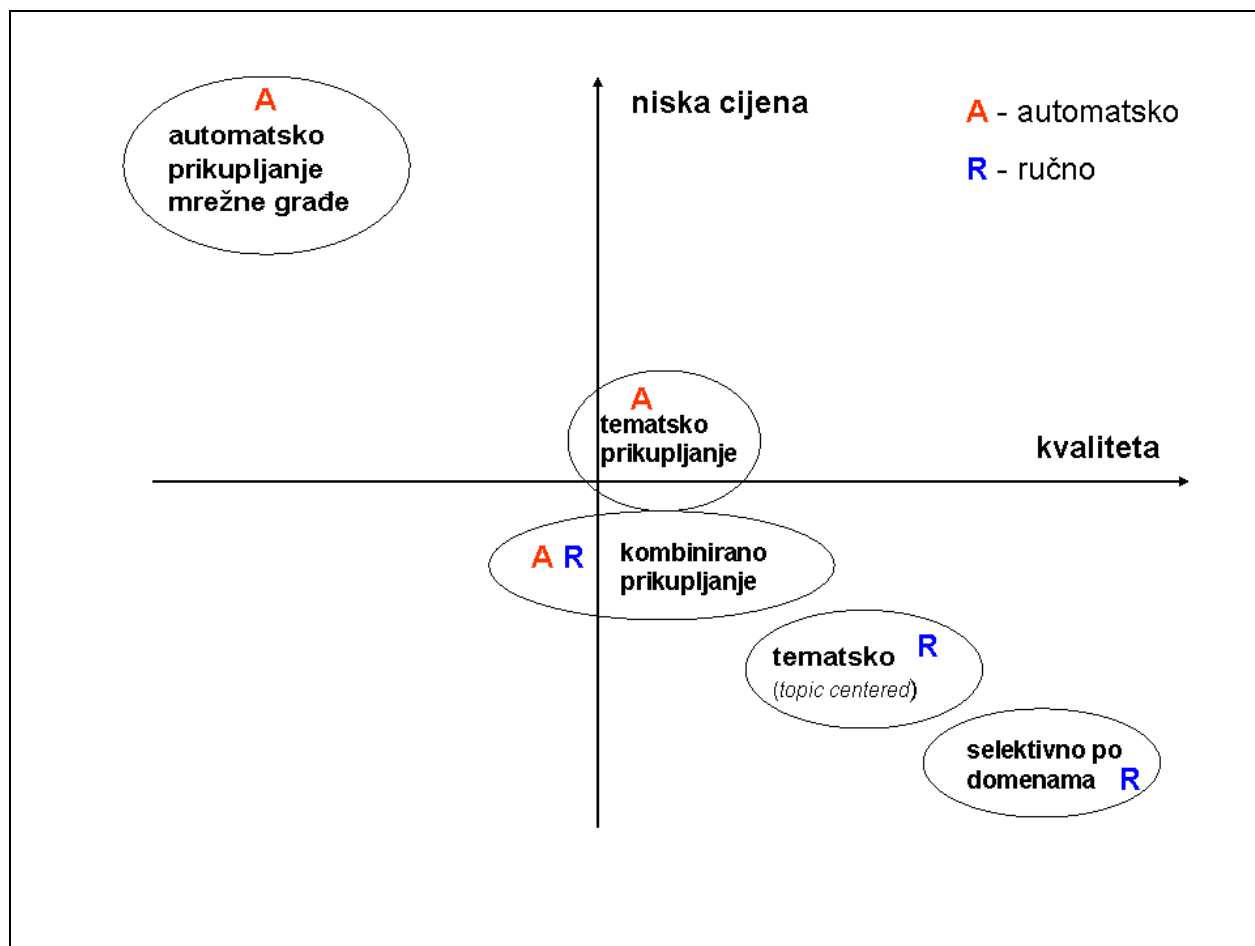 A
automatsko
prikupljanje
mrežne građe
niska cijena
A - automatsko
R - ručno
A
tematsko
prikupljanje
kvaliteta
A R
kombinirano
prikupljanje
tematsko R
(topic centered)
selektivno po
domenama R